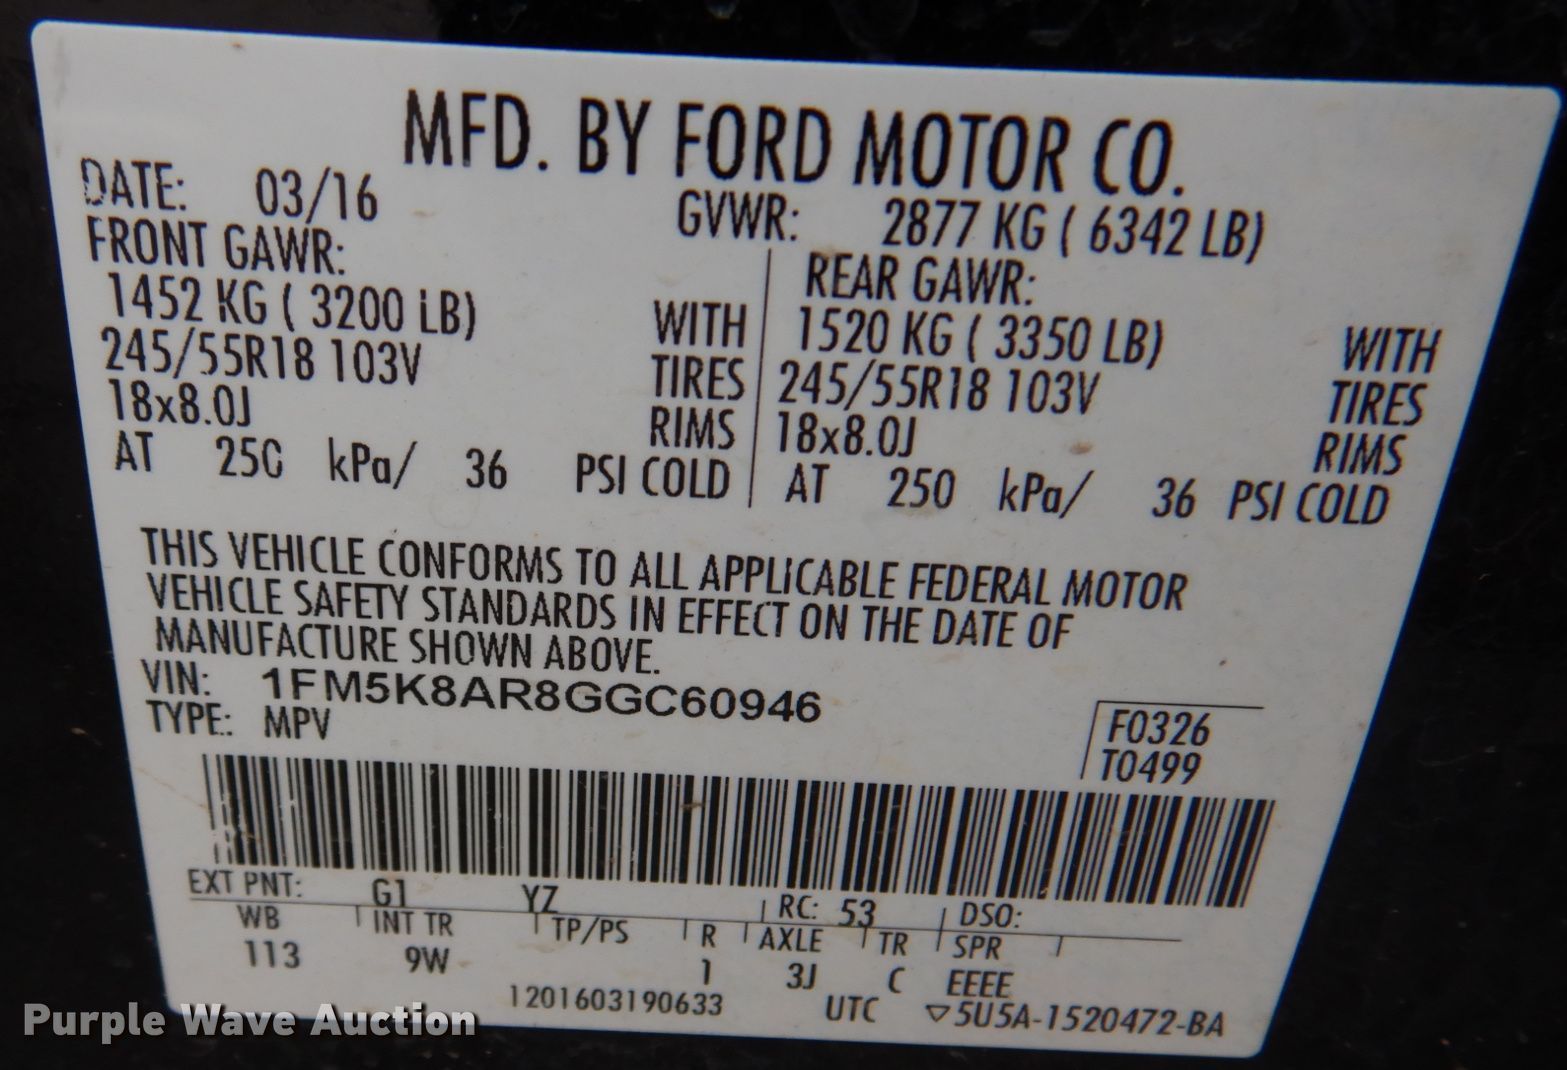 MFD. BY FORD MOTOR CO.
DATE: 03/16 GVWR: 2877 KG ( 6342 LB)
FRONT GAWR: REAR GAWR:
1452 KG ( 3200 LB) WITH 1520 KG ( 3350 LB) WITH
245/55R18 103V TIRES 245/55R18 103V TIRES
18x8.0J RIMS 18x8.0J RIMS
AT 250 kPa/ 36 PSI COLD AT 250 kPa/ 36 PSI COLD
THIS VEHICLE CONFORMS TO ALL APPLICABLE FEDERAL MOTOR
VEHICLE SAFETY STANDARDS IN EFFECT ON THE DATE OF
MANUFACTURE SHOWN ABOVE.
VIN: 1FM5K8AR8GGC60946
TYPE: MPV
F0326
T0499
EXT PNT: G1 YZ RC: 53 DSO:
WB INT TR TP/PS R AXLE TR SPR
113 9W 1 3J C EEEE
1201603190633 UTC ▽5U5A-1520472-BA
Purple Wave Auction